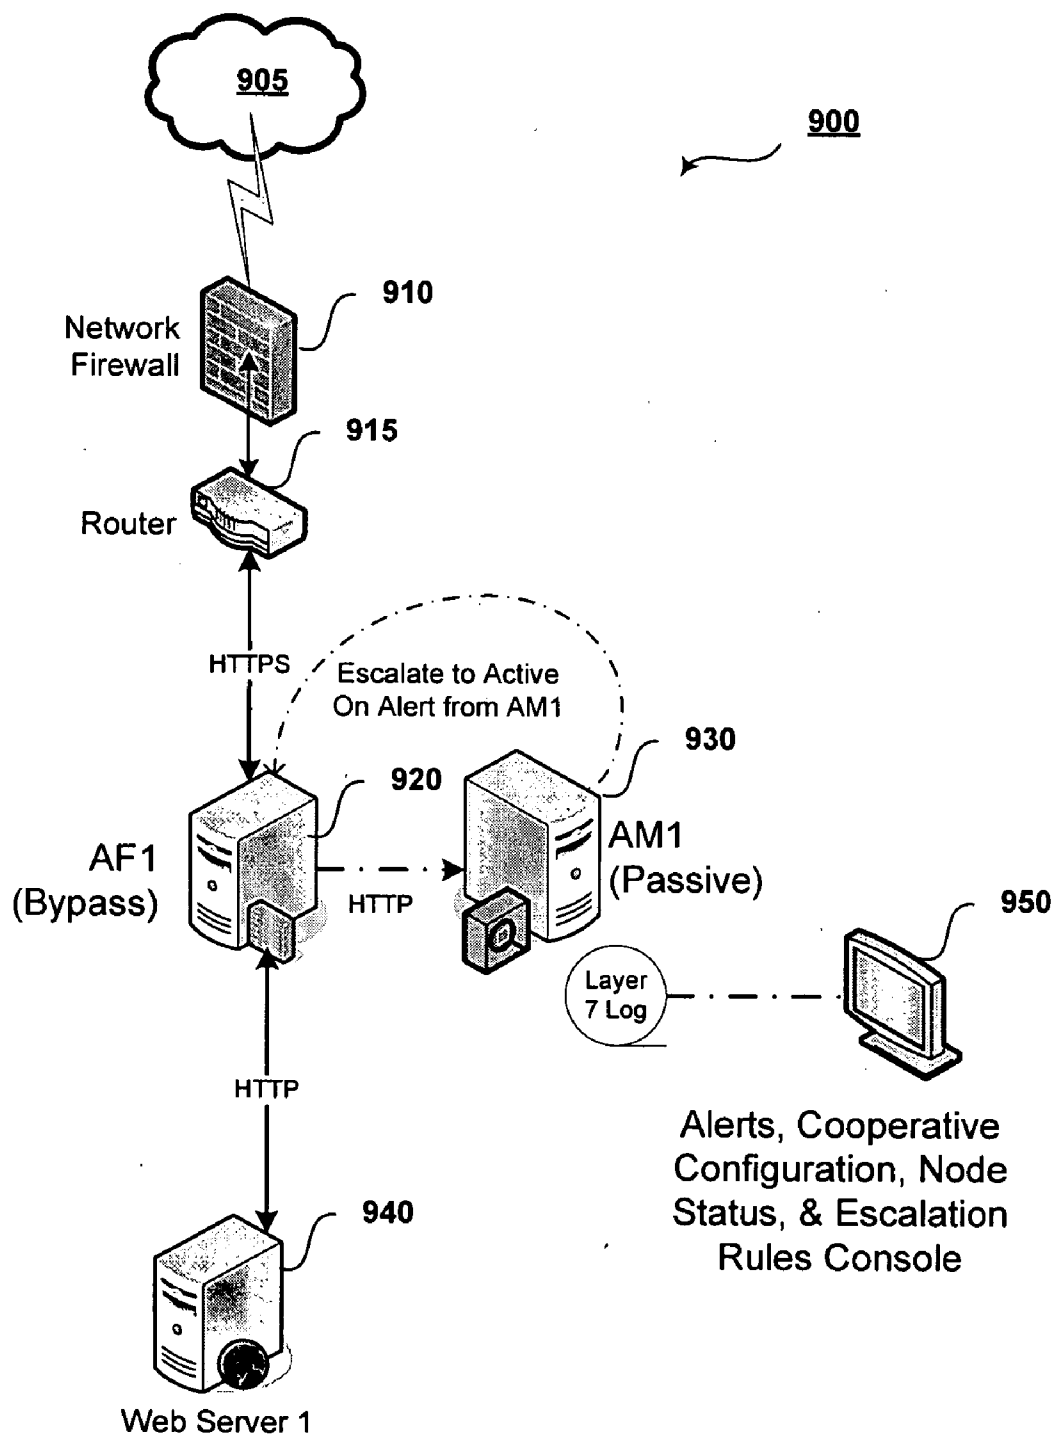 905
900
910
Network
Firewall
915
Router
HTTPS
Escalate to Active
On Alert from AM1
930
920
AF1
(Bypass)
HTTP
AM1
(Passive)
950
Layer
7 Log
HTTP
Alerts, Cooperative
Configuration, Node
Status, & Escalation
Rules Console
940
Web Server 1